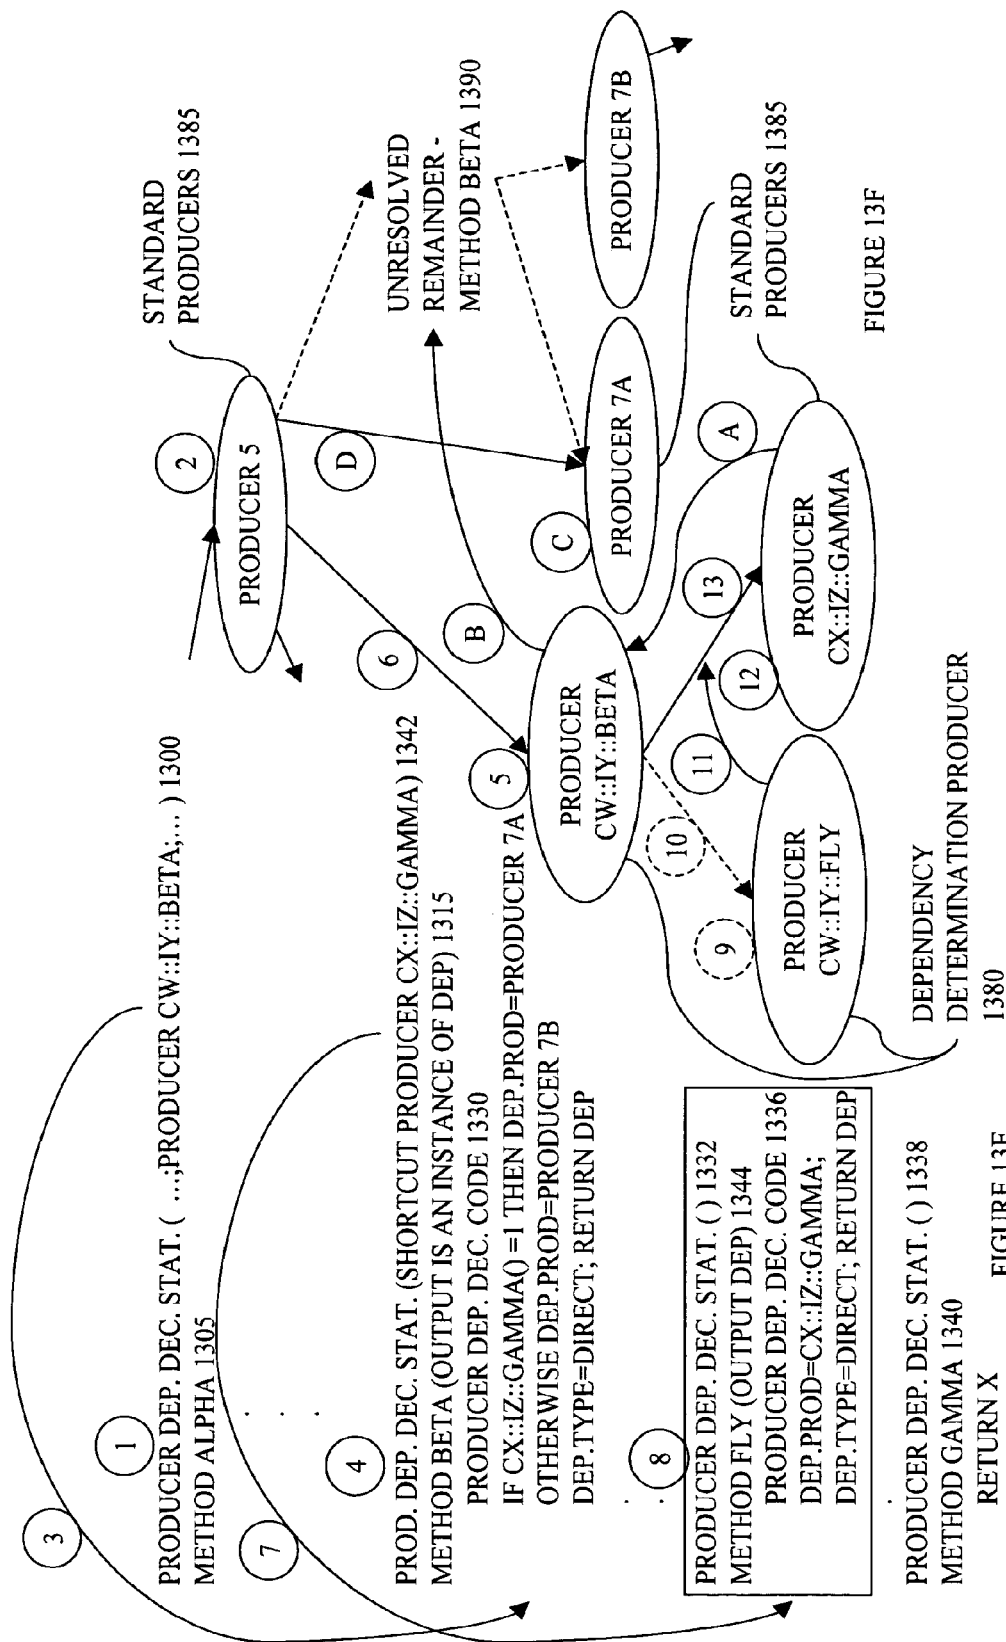 3
1
PRODUCER DEP. DEC. STAT. ( ...;PRODUCER CW::IY::BETA;... ) 1300
METHOD ALPHA 1305
7
4
PROD. DEP. DEC. STAT. (SHORTCUT PRODUCER CX::IZ::GAMMA) 1342
METHOD BETA (OUTPUT IS AN INSTANCE OF DEP) 1315
PRODUCER DEP. DEC. CODE 1330
IF CX::IZ::GAMMA() =1 THEN DEP.PROD=PRODUCER 7A
OTHERWISE DEP.PROD=PRODUCER 7B
DEP.TYPE=DIRECT; RETURN DEP
8
PRODUCER DEP. DEC. STAT. ( ) 1332
METHOD FLY (OUTPUT DEP) 1344
PRODUCER DEP. DEC. CODE 1336
DEP.PROD=CX::IZ::GAMMA;
DEP.TYPE=DIRECT; RETURN DEP
PRODUCER DEP. DEC. STAT. ( ) 1338
METHOD GAMMA 1340
RETURN X
FIGURE 13E
STANDARD
PRODUCERS 1385
2
PRODUCER 5
D
6
UNRESOLVED
REMAINDER -
METHOD BETA 1390
B
C
5
PRODUCER
CW::IY::BETA
PRODUCER 7A
PRODUCER 7B
10
11
13
A
9
12
PRODUCER
CW::IY::FLY
PRODUCER
CX::IZ::GAMMA
STANDARD
PRODUCERS 1385
DEPENDENCY
DETERMINATION PRODUCER
1380
FIGURE 13F